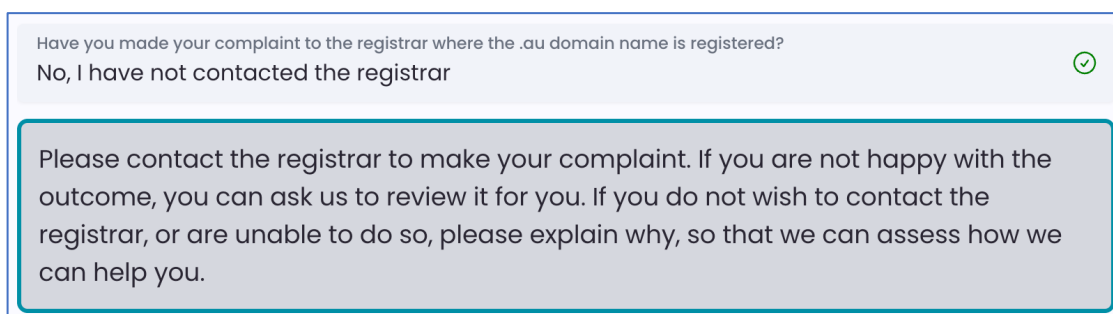 Have you made your complaint to the registrar where the .au domain name is registered?
No, I have not contacted the registrar
Please contact the registrar to make your complaint. If you are not happy with the
outcome, you can ask us to review it for you. If you do not wish to contact the
registrar, or are unable to do so, please explain why, so that we can assess how we
can help you.